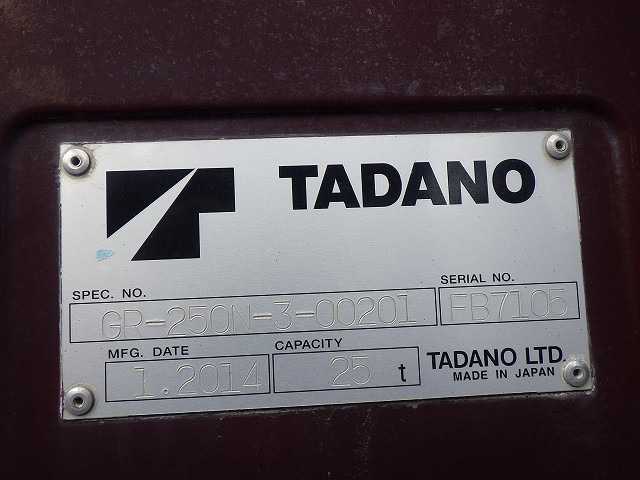 TADANO
SPEC. NO.
GR-250N-3-00201
SERIAL NO.
FB7105
MFG. DATE
1.2014
CAPACITY
25 t
TADANO LTD.
MADE IN JAPAN